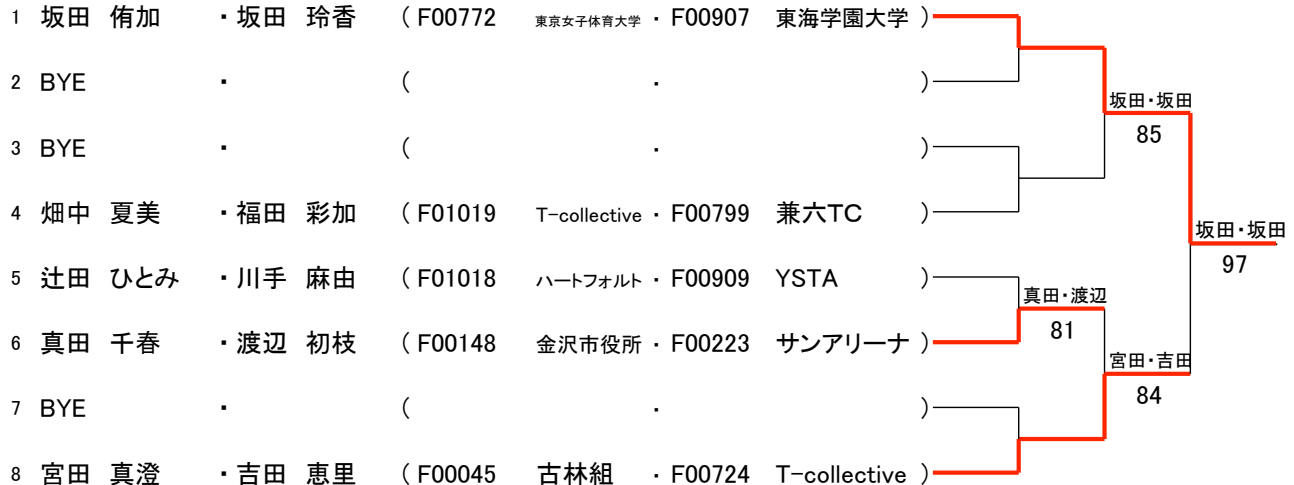 1 坂田 侑加 ・坂田 玲香 ( F00772 東京女子体育大学 ・ F00907 東海学園大学 )
2 BYE ・ ( ・ )
坂田・坂田
85
3 BYE ・ ( ・ )
4 畑中 夏美 ・福田 彩加 ( F01019 T-collective ・ F00799 兼六TC )
坂田・坂田
97
5 辻田 ひとみ ・川手 麻由 ( F01018 ハートフォルト ・ F00909 YSTA )
真田・渡辺
81
6 真田 千春 ・渡辺 初枝 ( F00148 金沢市役所 ・ F00223 サンアリーナ )
宮田・吉田
84
7 BYE ・ ( ・ )
8 宮田 真澄 ・吉田 恵里 ( F00045 古林組 ・ F00724 T-collective )